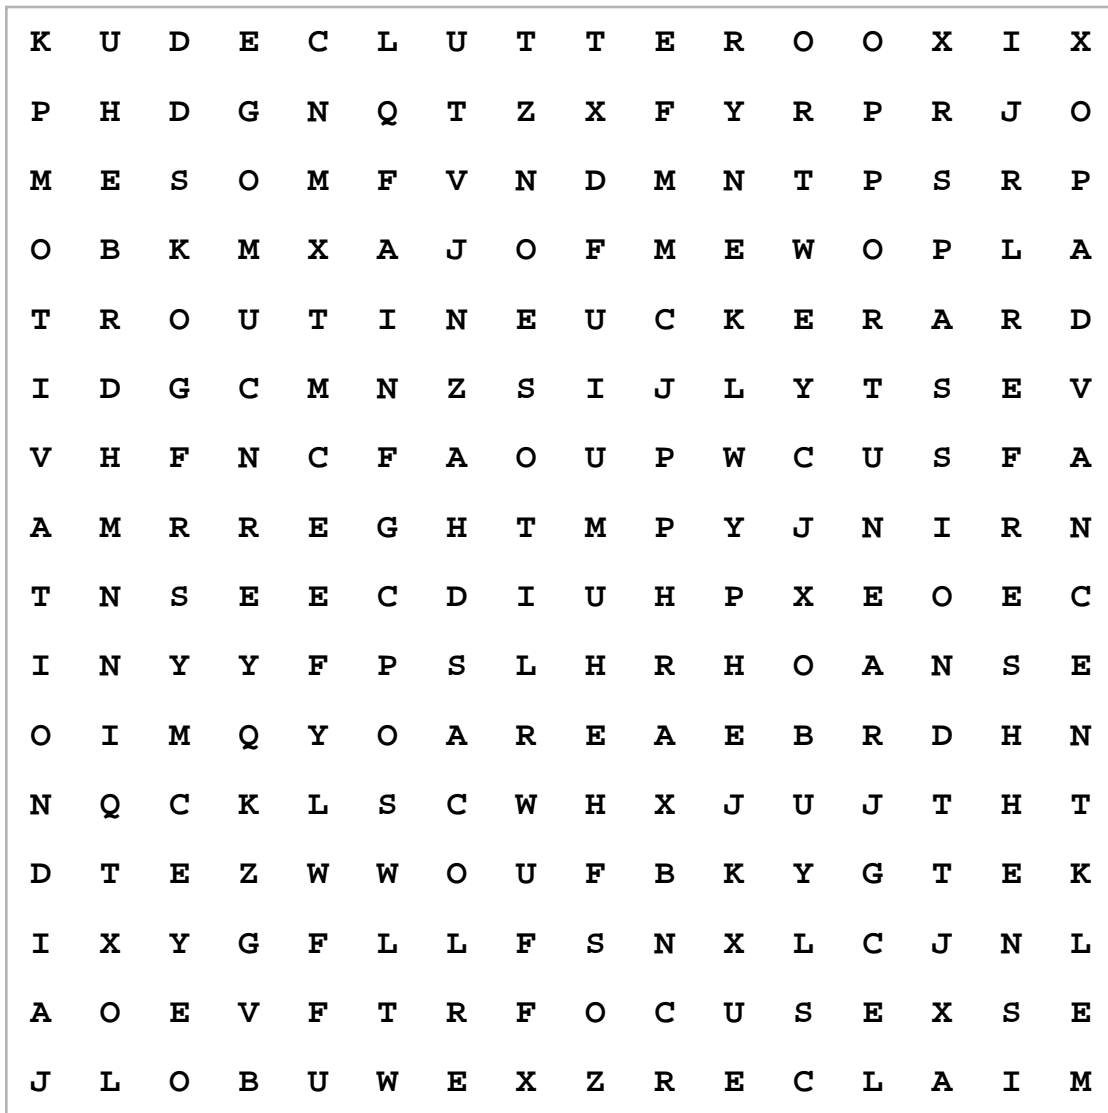 K U D E C L U T T E R O O X I X
P H D G N Q T Z X F Y R P R J O
M E S O M F V N D M N T P S R P
O B K M X A J O F M E W O P L A
T R O U T I N E U C K E R A R D
I D G C M N Z S I J L Y T S E V
V H F N C F A O U P W C U S F A
A M R R E G H T M P Y J N I R N
T N S E E C D I U H P X E O E C
I N Y Y F P S L H R H O A N S E
O I M Q Y O A R E A E B R D H N
N Q C K L S C W H X J U J T H T
D T E Z W W O U F B K Y G T E K
I X Y G F L L F S N X L C J N L
A O E V F T R F O C U S E X S E
J L O B U W E X Z R E C L A I M